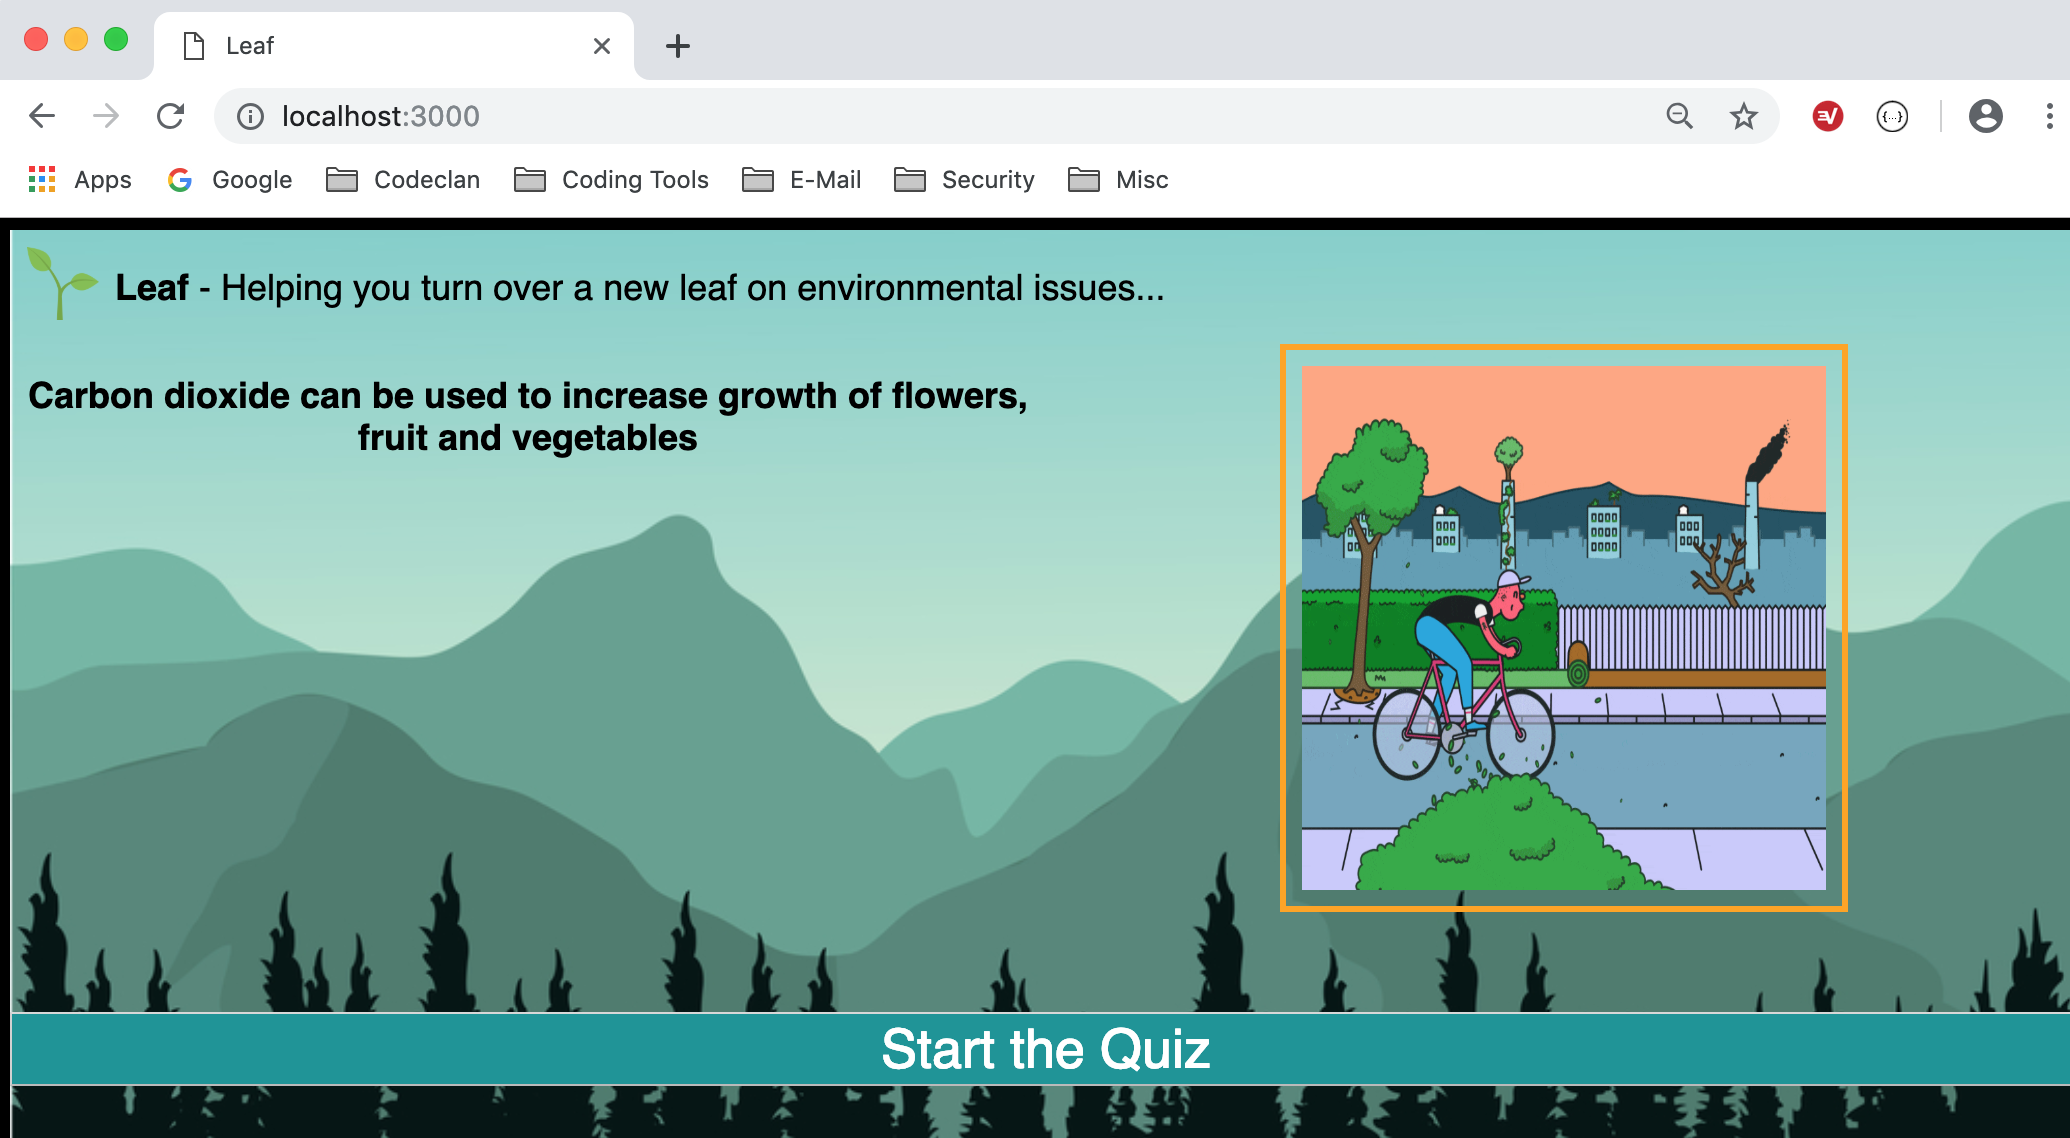 Leaf
localhost:3000
Apps Google Codeclan Coding Tools E-Mail Security Misc
Leaf - Helping you turn over a new leaf on environmental issues...
Carbon dioxide can be used to increase growth of flowers,
fruit and vegetables
Start the Quiz